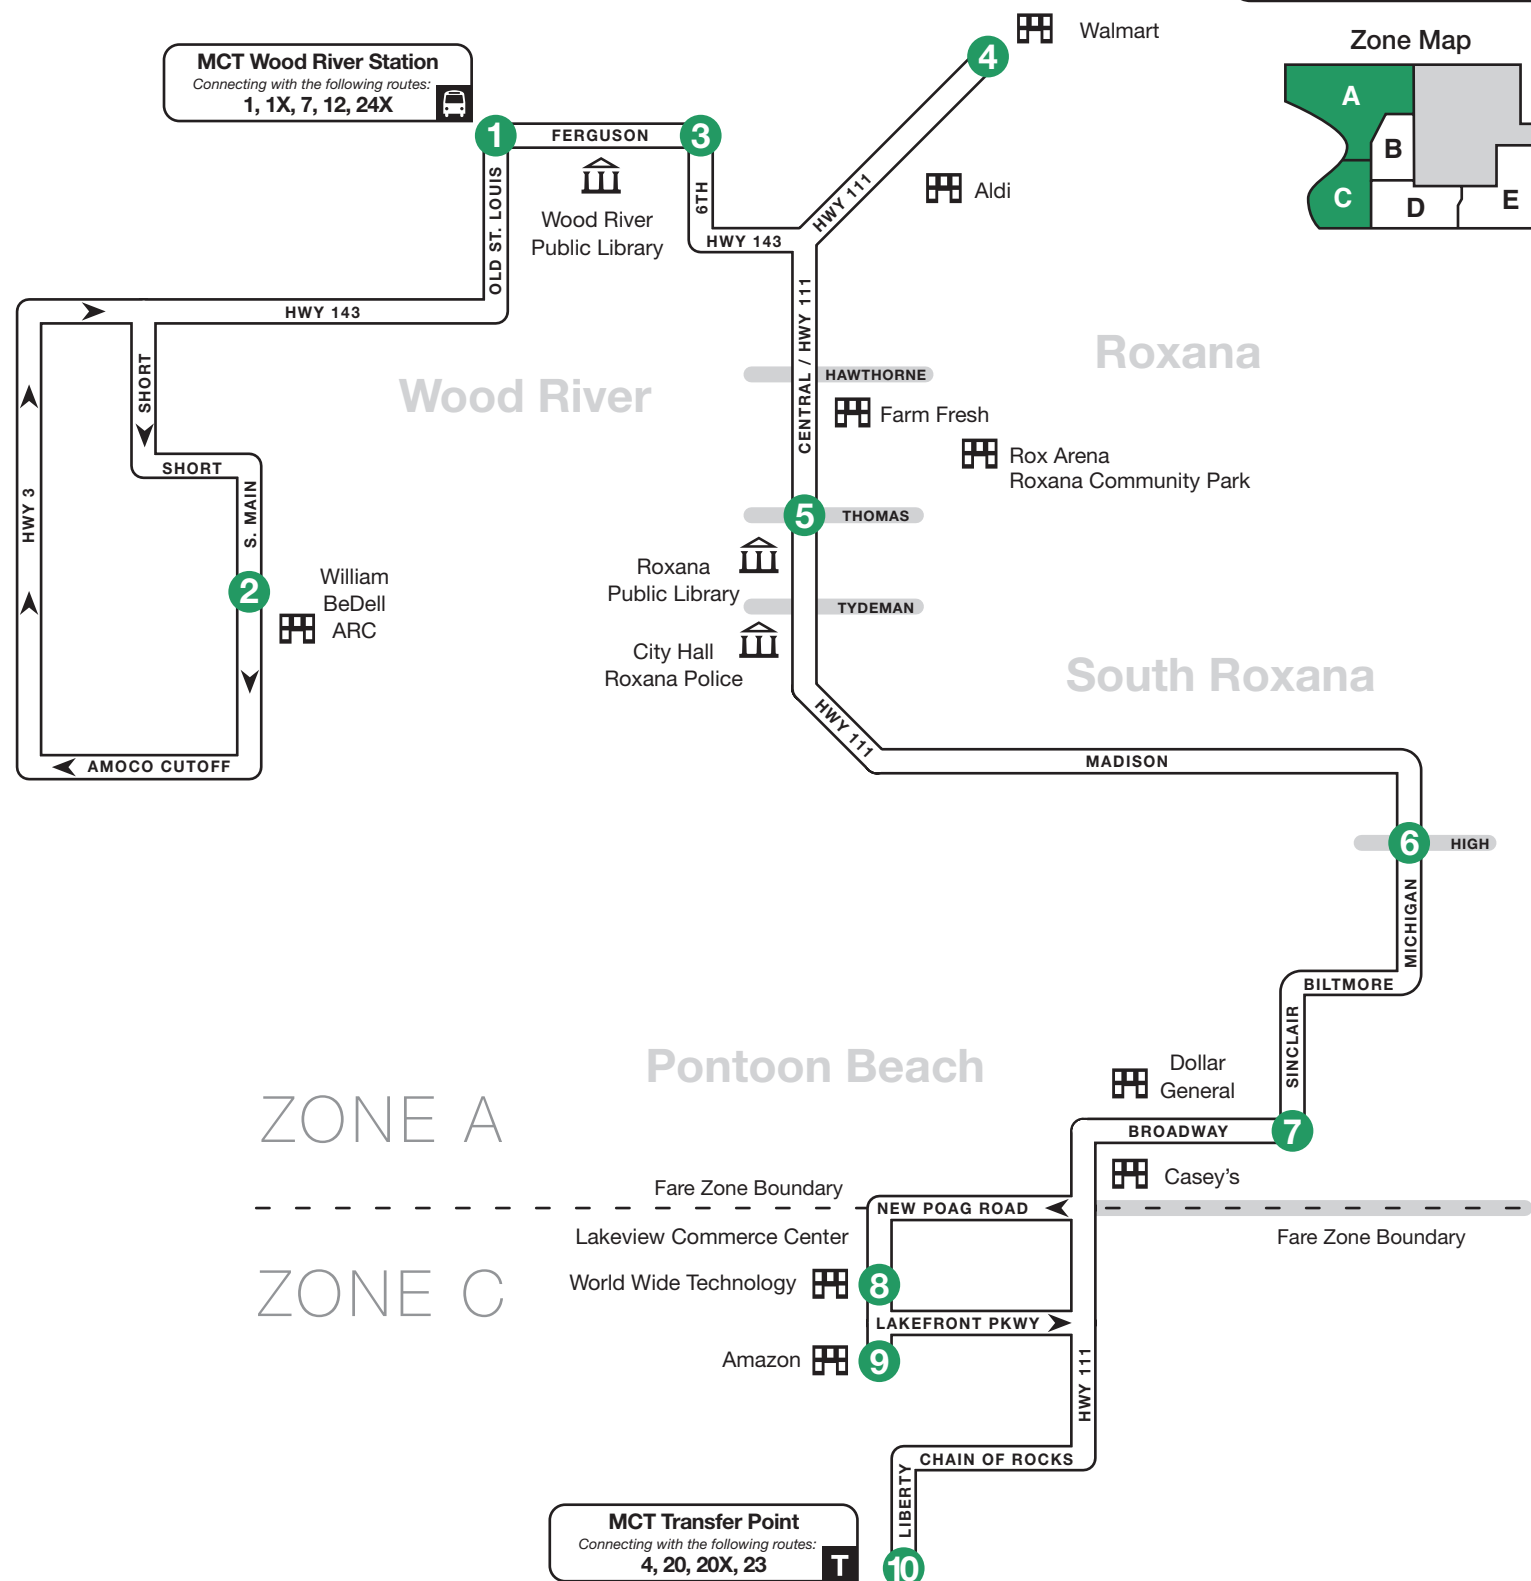 Walmart
Zone Map
A
B
C
D
E
MCT Wood River Station
Connecting with the following routes:
1, 1X, 7, 12, 24X
4
1
FERGUSON
3
6TH
HWY 111
Aldi
OLD ST. LOUIS
Wood River
Public Library
HWY 143
HWY 143
CENTRAL / HWY 111
Roxana
SHORT
Wood River
HAWTHORNE
Farm Fresh
Rox Arena
Roxana Community Park
SHORT
HWY 3
S. MAIN
5
THOMAS
Roxana
Public Library
TYDEMAN
2
William
BeDell
ARC
City Hall
Roxana Police
South Roxana
HWY 111
AMOCO CUTOFF
MADISON
6
HIGH
MICHIGAN
BILTMORE
SINCLAIR
Pontoon Beach
Dollar
General
ZONE A
BROADWAY
7
Casey's
Fare Zone Boundary
NEW POAG ROAD
Fare Zone Boundary
Lakeview Commerce Center
ZONE C
World Wide Technology
8
LAKEFRONT PKWY
Amazon
9
HWY 111
CHAIN OF ROCKS
LIBERTY
MCT Transfer Point
Connecting with the following routes:
4, 20, 20X, 23
T
10